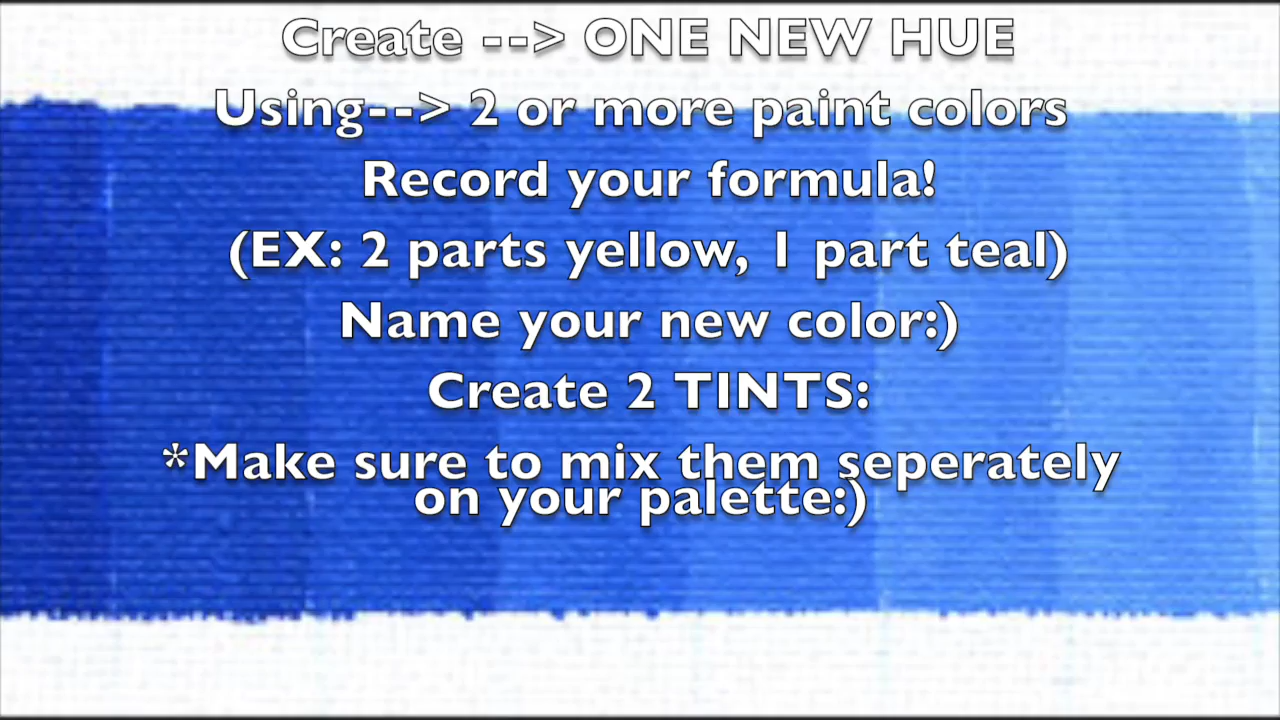 Create --> ONE NEW HUE
Using--> 2 or more paint colors
Record your formula!
(EX: 2 parts yellow, 1 part teal)
Name your new color:)
Create 2 TINTS:
*Make sure to mix them seperately
on your palette:)